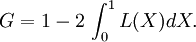 G = 1 − 2 ∫₀¹ L(X)dX.